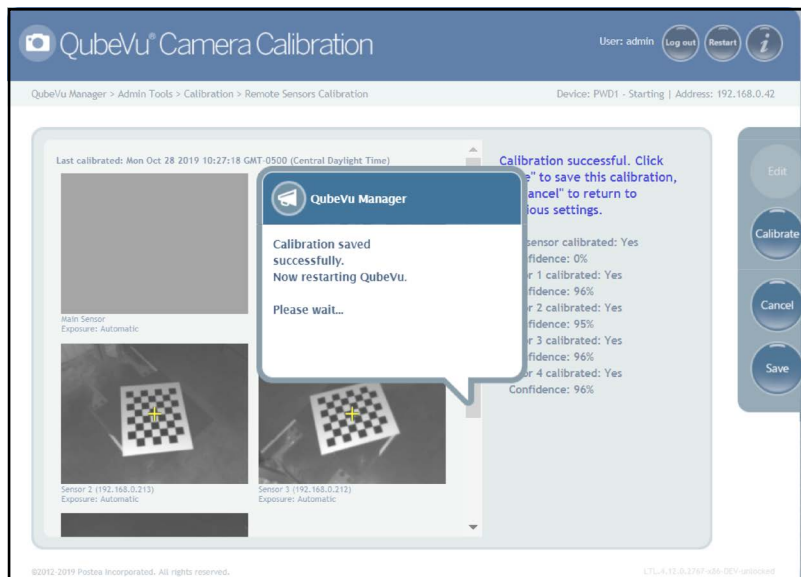 QubeVu® Camera Calibration
User: admin
Log out
Restart
i
QubeVu Manager > Admin Tools > Calibration > Remote Sensors Calibration
Device: PWD1 - Starting | Address: 192.168.0.42
Last calibrated: Mon Oct 28 2019 10:27:18 GMT-0500 (Central Daylight Time)
Main Sensor
Exposure: Automatic
Sensor 2 (192.168.0.213)
Exposure: Automatic
Sensor 3 (192.168.0.212)
Exposure: Automatic
QubeVu Manager
Calibration saved
successfully.
Now restarting QubeVu.
Please wait...
Calibration successful. Click
e" to save this calibration,
ancel" to return to
ious settings.
sensor calibrated: Yes
fidence: 0%
r 1 calibrated: Yes
fidence: 96%
r 2 calibrated: Yes
fidence: 95%
r 3 calibrated: Yes
fidence: 96%
r 4 calibrated: Yes
Confidence: 96%
Edit
Calibrate
Cancel
Save
©2012-2019 Postea Incorporated. All rights reserved.